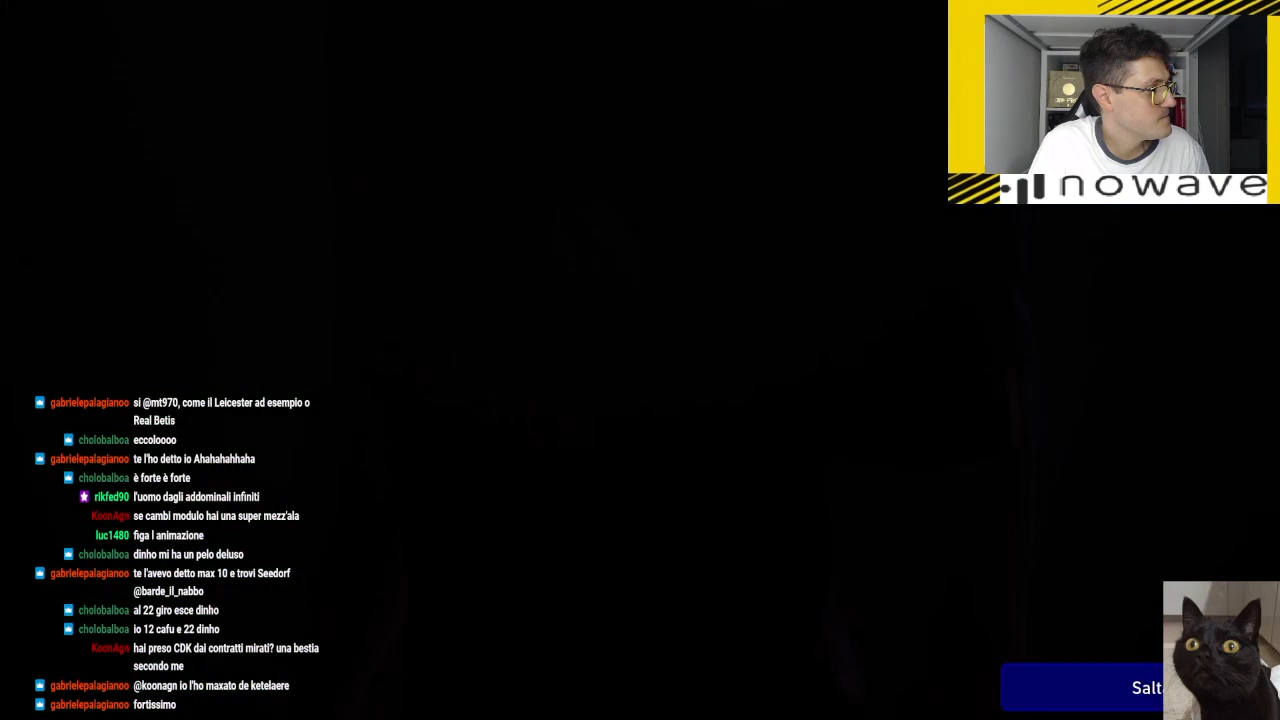 nowave
gabrielepalagianoo si @mt970, come il Leicester ad esempio o
Real Betis
cholobalboa eccoloooo
gabrielepalagianoo te l'ho detto io Ahahahahhaha
cholobalboa è forte è forte
rikfed90 l'uomo dagli addominali infiniti
KoonAgn se cambi modulo hai una super mezz'ala
luc1480 figa l animazione
cholobalboa dinho mi ha un pelo deluso
gabrielepalagianoo te l'avevo detto max 10 e trovi Seedorf
@barde_il_nabbo
cholobalboa al 22 giro esce dinho
cholobalboa io 12 cafu e 22 dinho
KoonAgn hai preso CDK dai contratti mirati? una bestia
secondo me
gabrielepalagianoo @koonagn io l'ho maxato de ketelaere
gabrielepalagianoo fortissimo
Salt